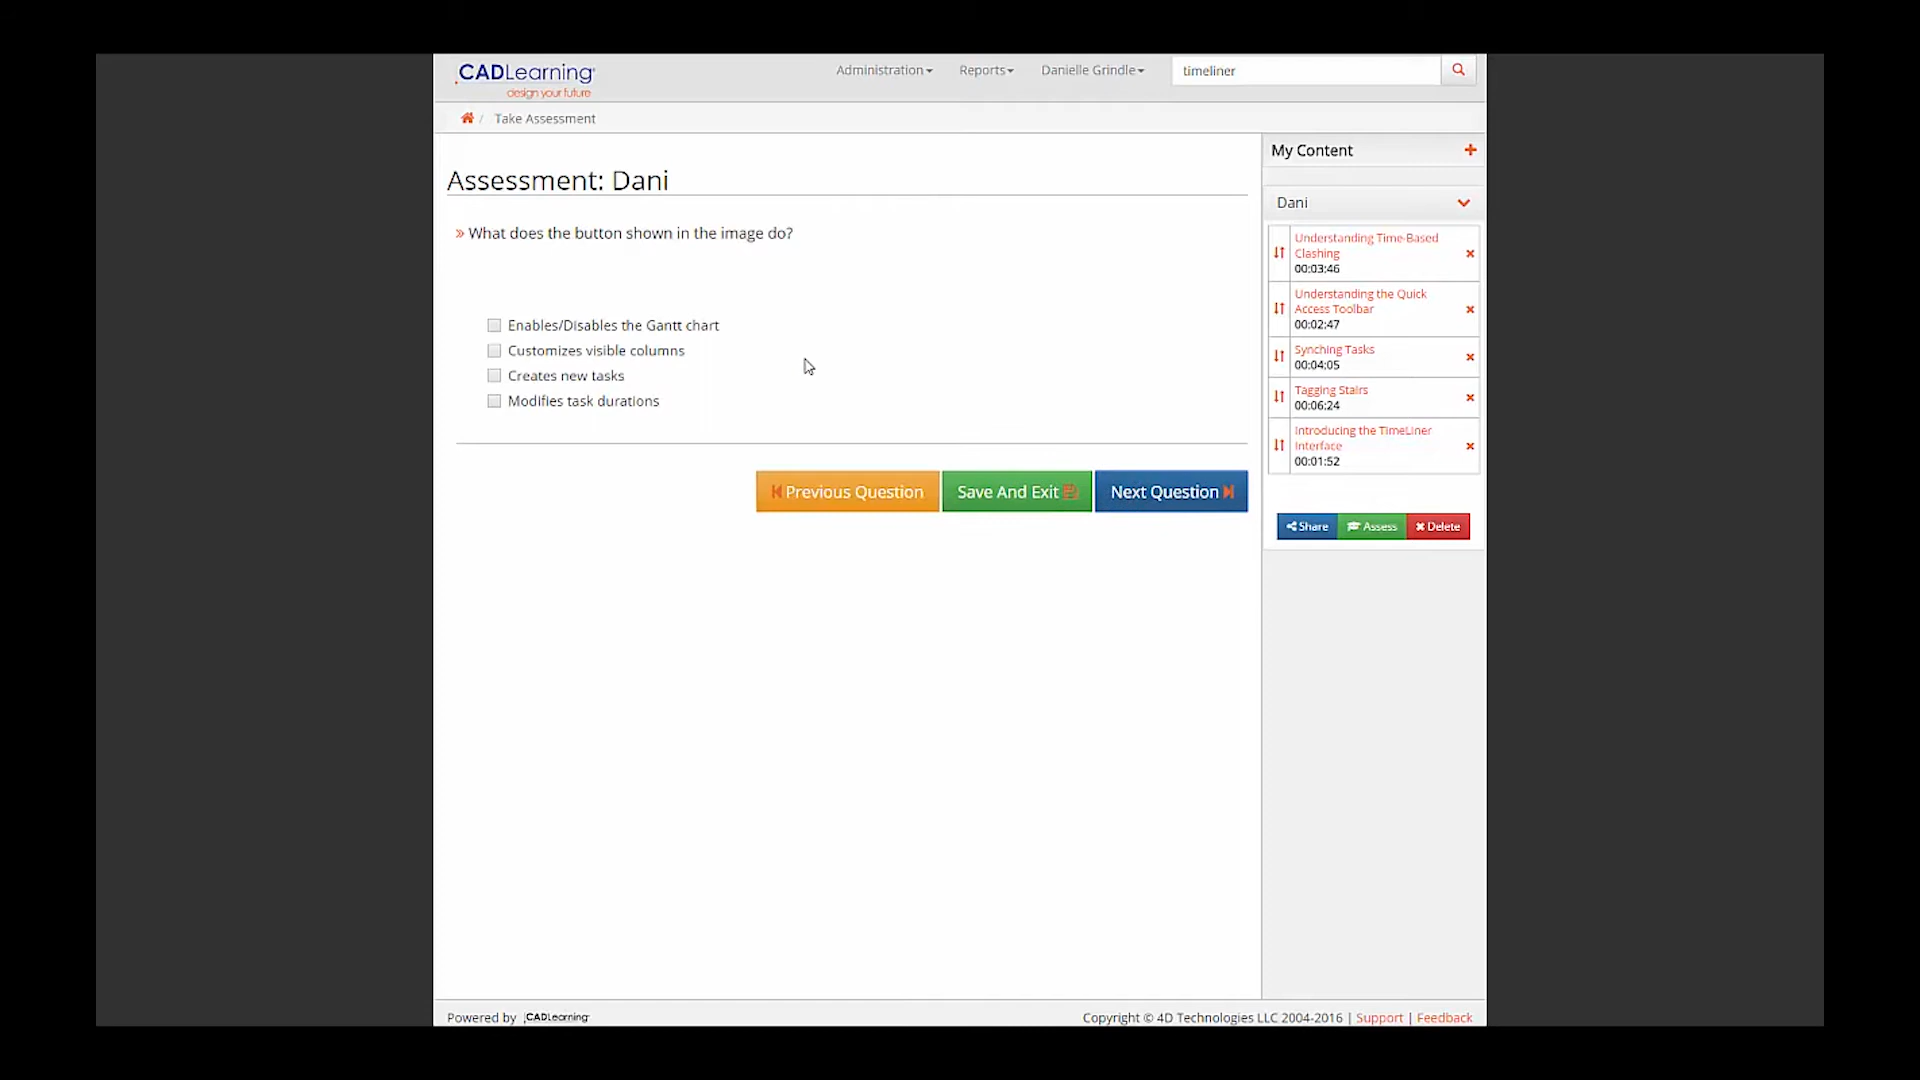 CADLearning
design your future
Administration
Reports
Danielle Grindle
timeliner
/ Take Assessment
Assessment: Dani
» What does the button shown in the image do?
Enables/Disables the Gantt chart
Customizes visible columns
Creates new tasks
Modifies task durations
Previous Question
Save And Exit
Next Question
My Content
Dani
Understanding Time-Based
Clashing
00:03:46
Understanding the Quick
Access Toolbar
00:02:47
Synching Tasks
00:04:05
Tagging Stairs
00:06:24
Introducing the TimeLiner
Interface
00:01:52
Share
Assess
Delete
Powered by CADLearning
Copyright © 4D Technologies LLC 2004-2016 | Support | Feedback